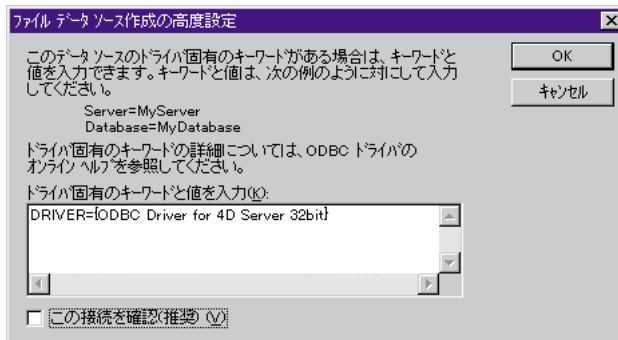 ファイル データ ソース作成の高度設定
このデータ ソースのドライバ固有のキーワードがある場合は、キーワードと
値を入力できます。キーワードと値は、次の例のように対にして入力
してください。
Server=MyServer
Database=MyDatabase
ドライバ固有のキーワードの詳細については、ODBC ドライバの
オンライン ヘルプを参照してください。
ドライバ固有のキーワードと値を入力(K):
DRIVER={ODBC Driver for 4D Server 32bit}
この接続を確認(推奨) (V)
OK
キャンセル